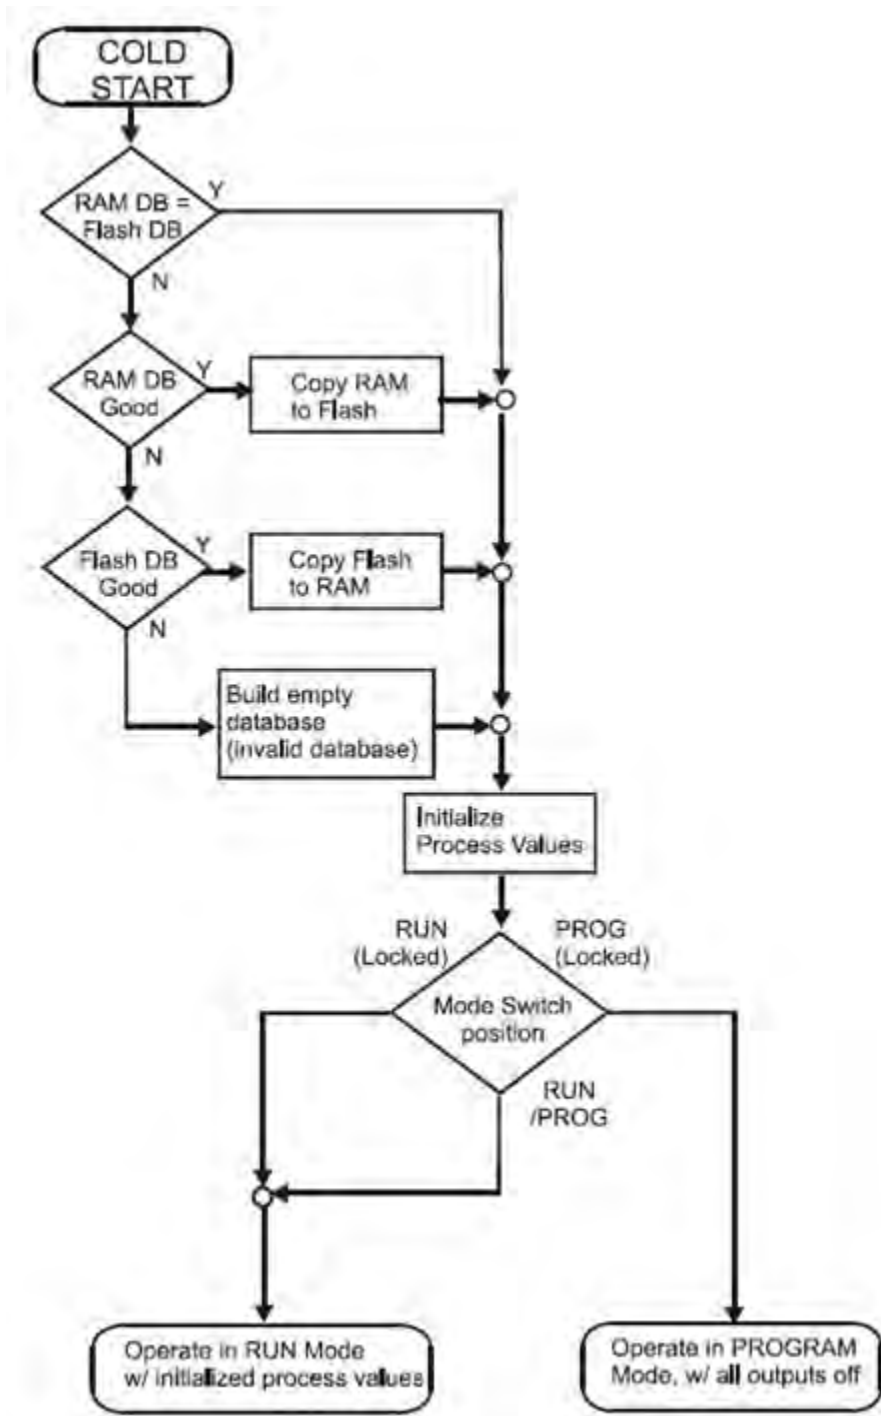 COLD
START
Y
RAM DB =
Flash DB
N
RAM DB
Good
Y
Copy RAM
to Flash
N
Flash DB
Good
Y
Copy Flash
to RAM
N
Build empty
database
(invalid database)
Initialize
Process Values
RUN
(Locked)
PROG
(Locked)
Mode Switch
position
RUN
/PROG
Operate in RUN Mode
w/ initialized process values
Operate in PROGRAM
Mode, w/ all outputs off